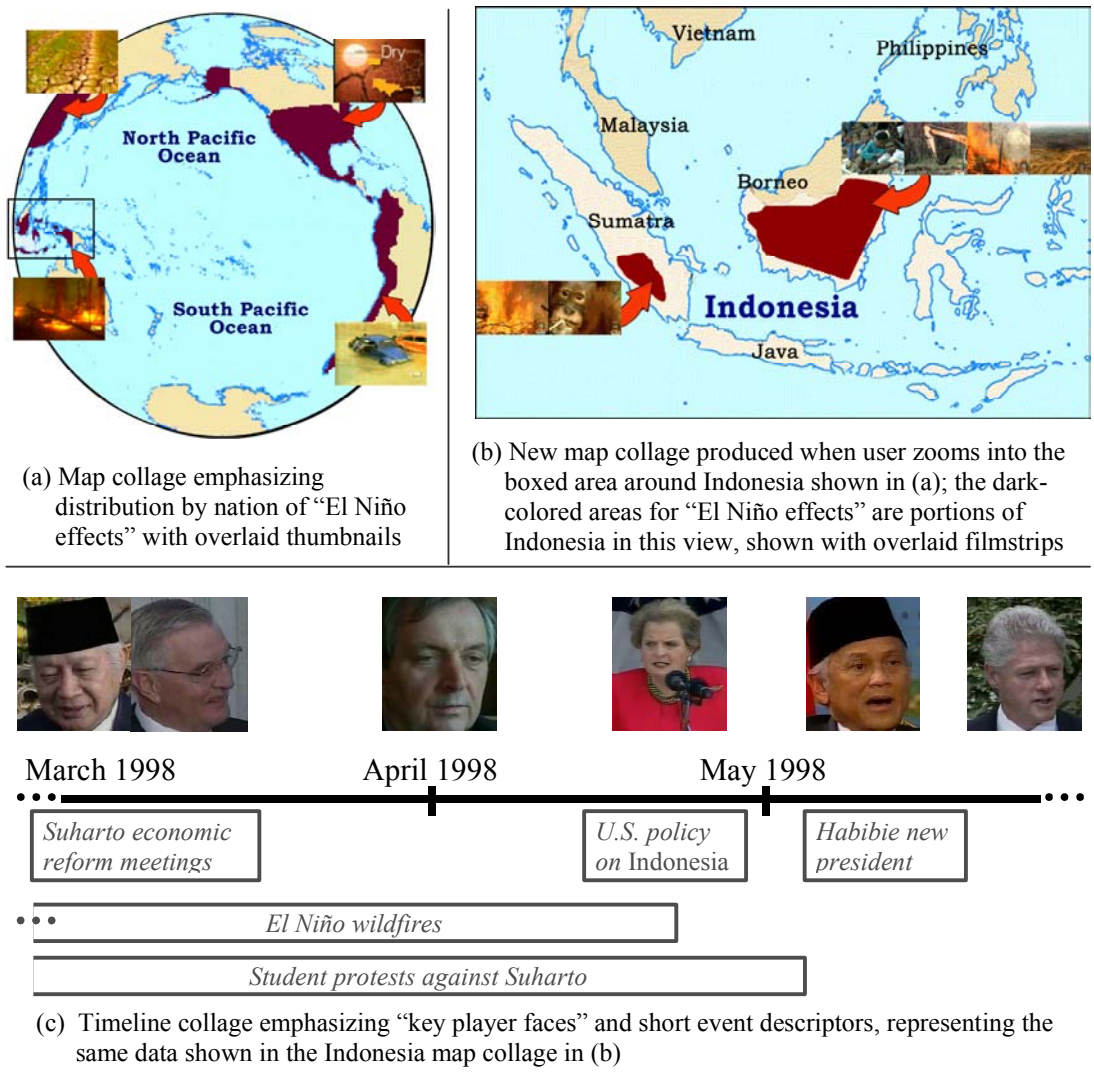 Dry
North Pacific
Ocean
South Pacific
Ocean
(a) Map collage emphasizing
distribution by nation of “El Niño
effects” with overlaid thumbnails
Vietnam
Philippines
Malaysia
Borneo
Sumatra
Indonesia
Java
(b) New map collage produced when user zooms into the
boxed area around Indonesia shown in (a); the dark-
colored areas for “El Niño effects” are portions of
Indonesia in this view, shown with overlaid filmstrips
March 1998
April 1998
May 1998
Suharto economic
reform meetings
U.S. policy
on Indonesia
Habibie new
president
El Niño wildfires
Student protests against Suharto
(c) Timeline collage emphasizing “key player faces” and short event descriptors, representing the
same data shown in the Indonesia map collage in (b)